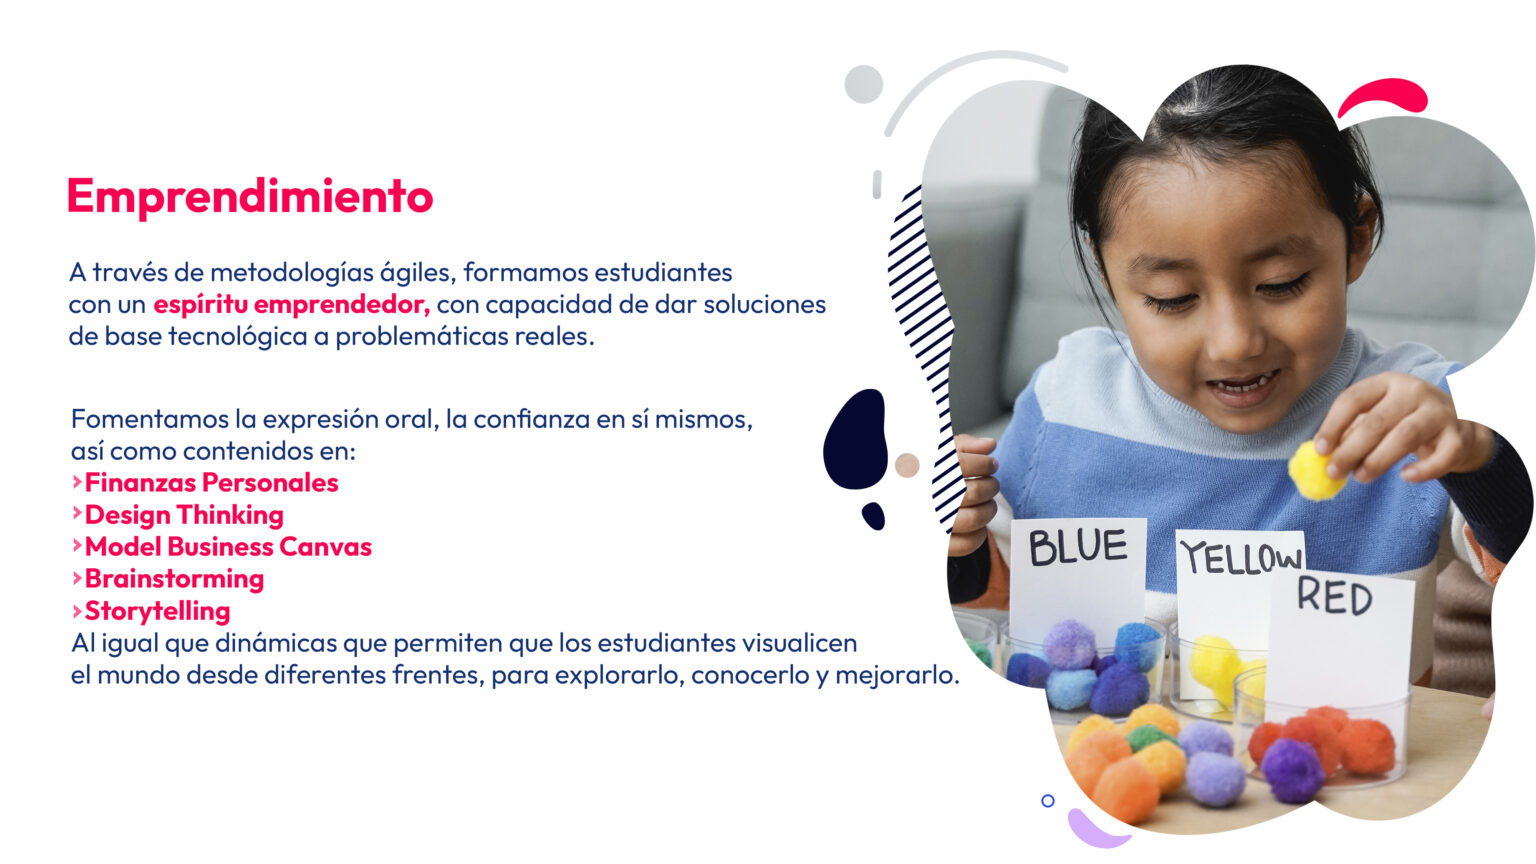 Emprendimiento
A través de metodologías ágiles, formamos estudiantes
con un espíritu emprendedor, con capacidad de dar soluciones
de base tecnológica a problemáticas reales.
Fomentamos la expresión oral, la confianza en sí mismos,
así como contenidos en:
>Finanzas Personales
>Design Thinking
>Model Business Canvas
>Brainstorming
>Storytelling
Al igual que dinámicas que permiten que los estudiantes visualicen
el mundo desde diferentes frentes, para explorarlo, conocerlo y mejorarlo.
BLUE
YELLOW
RED